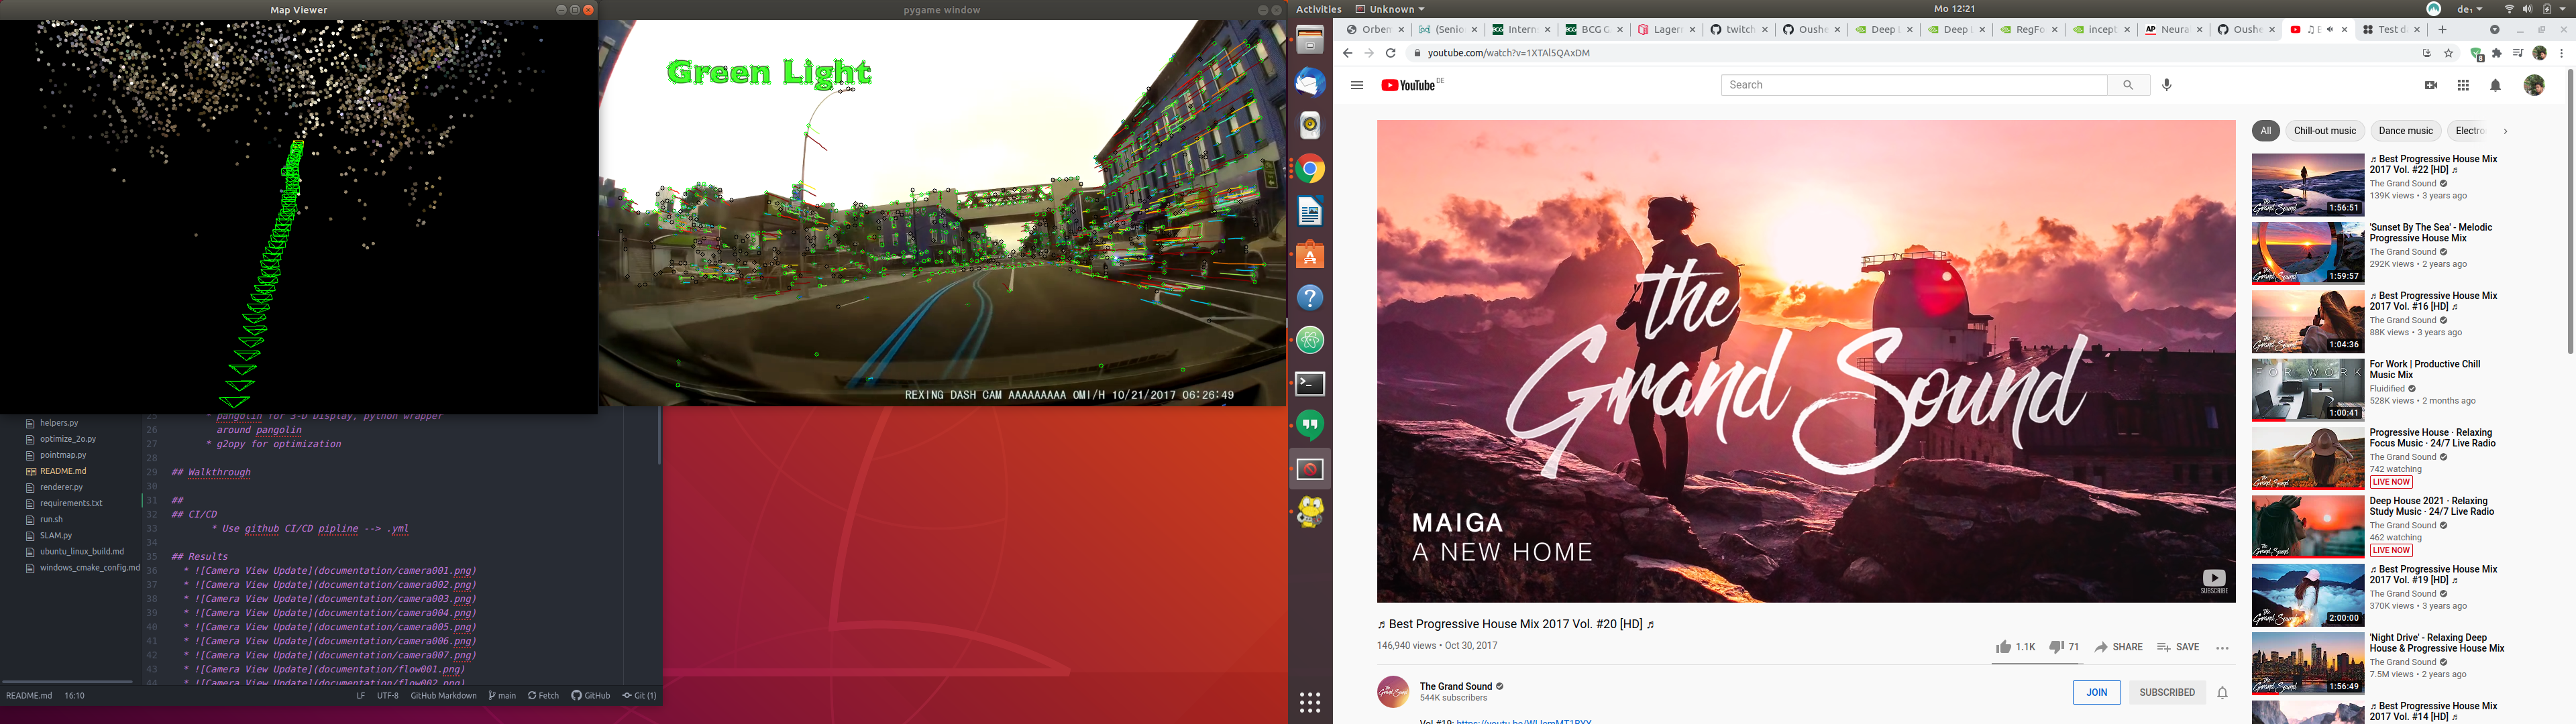 Map Viewer
pygame window
Green Light
REXING DASH CAM AAAAAAAAA OMI/H 10/21/2017 06:26:49
helpers.py
optimize_2o.py
pointmap.py
README.md
renderer.py
requirements.txt
run.sh
SLAM.py
ubuntu_linux_build.md
windows_cmake_config.md
25 * pangolin for 3-D Display, python wrapper
26 around pangolin
27 * g2opy for optimization
28
29 ## Walkthrough
30
31 ##
32 ## CI/CD
33 * Use github CI/CD pipline --> .yml
34
35 ## Results
36 * ![Camera View Update](documentation/camera001.png)
37 * ![Camera View Update](documentation/camera002.png)
38 * ![Camera View Update](documentation/camera003.png)
39 * ![Camera View Update](documentation/camera004.png)
40 * ![Camera View Update](documentation/camera005.png)
41 * ![Camera View Update](documentation/camera006.png)
42 * ![Camera View Update](documentation/camera007.png)
43 * ![Camera View Update](documentation/flow001.png)
44 * ![Camera View Update](documentation/flow002.png)
README.md 16:10 LF UTF-8 GitHub Markdown main Fetch GitHub Git (1)
Activities Unknown Mo 12:21 de₁
Orbem (Senio Intern BCG G Lager twitch Oushe Deep L Deep L RegFo incept Neura Oushe ♫ B Test d
youtube.com/watch?v=1XTAl5QAxDM
YouTube DE
Search
the
Grand Sound
MAIGA
A NEW HOME
SUBSCRIBE
♬ Best Progressive House Mix 2017 Vol. #20 [HD] ♬
146,940 views • Oct 30, 2017
1.1K 71 SHARE SAVE
The Grand Sound
544K subscribers
JOIN SUBSCRIBED
All Chill-out music Dance music Electro
♬ Best Progressive House Mix
2017 Vol. #22 [HD] ♬
The Grand Sound
139K views • 3 years ago
1:56:51
'Sunset By The Sea' - Melodic
Progressive House Mix
The Grand Sound
292K views • 2 years ago
1:59:57
♬ Best Progressive House Mix
2017 Vol. #16 [HD] ♬
The Grand Sound
88K views • 3 years ago
1:04:36
For Work | Productive Chill
Music Mix
Fluidified
528K views • 2 months ago
FOR WORK
1:00:41
Progressive House · Relaxing
Focus Music · 24/7 Live Radio
The Grand Sound
742 watching
LIVE NOW
Deep House 2021 · Relaxing
Study Music · 24/7 Live Radio
The Grand Sound
462 watching
LIVE NOW
♬ Best Progressive House Mix
2017 Vol. #19 [HD] ♬
The Grand Sound
370K views • 3 years ago
2:00:00
'Night Drive' - Relaxing Deep
House & Progressive House Mix
The Grand Sound
7.5M views • 2 years ago
1:56:49
♬ Best Progressive House Mix
2017 Vol. #14 [HD] ♬